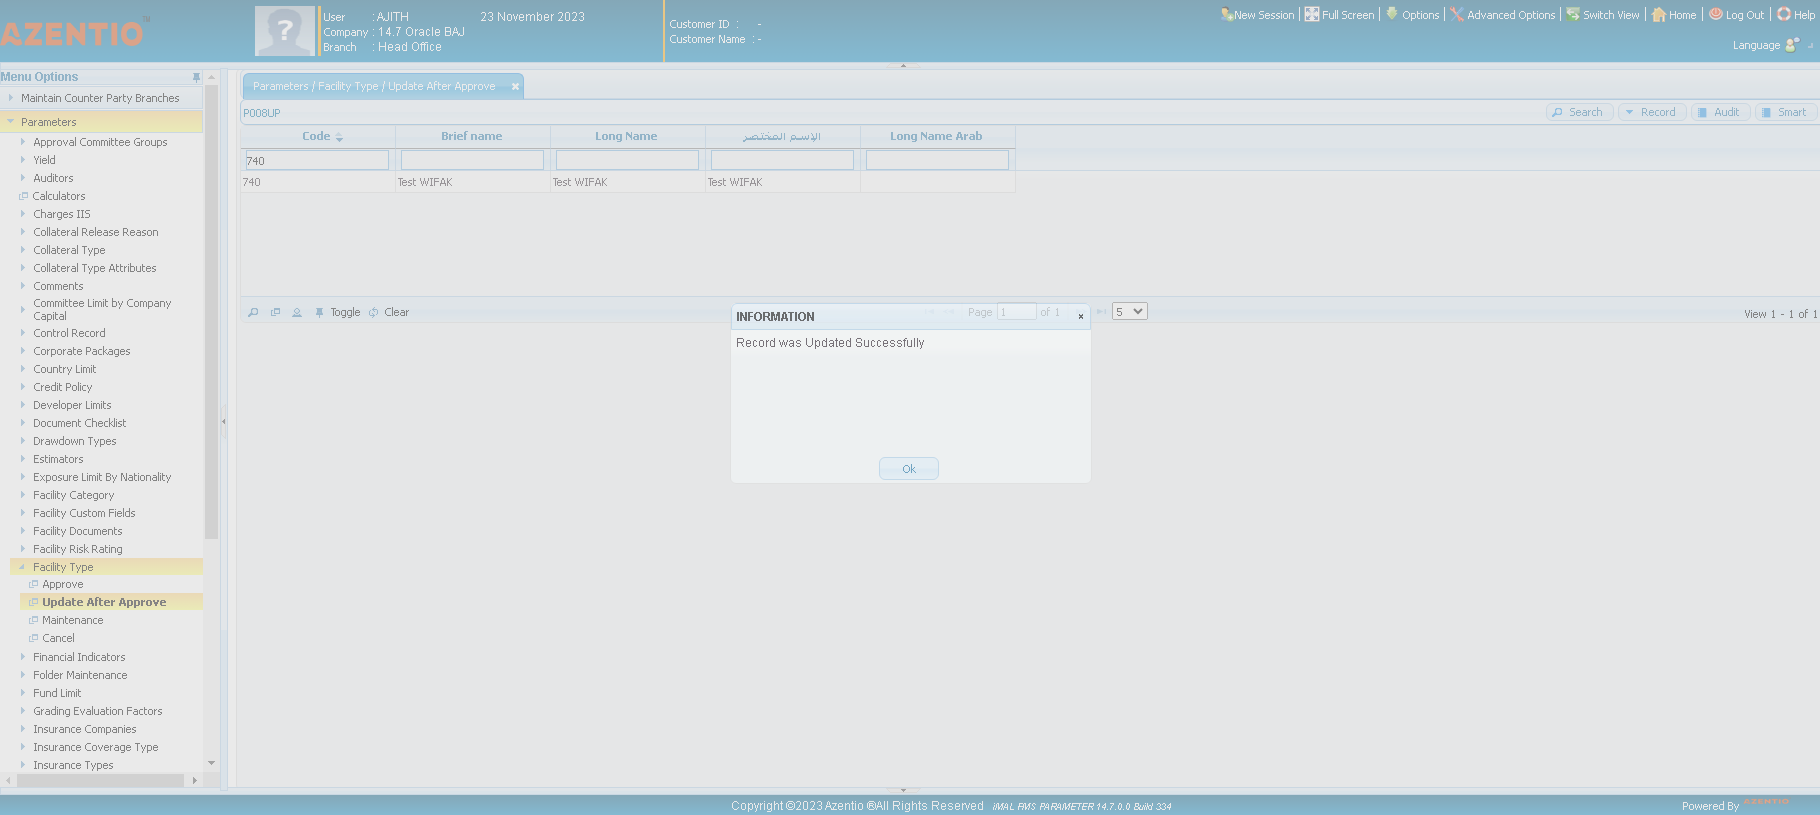 AZENTIO™
User : AJITH 23 November 2023
Company : 14.7 Oracle BAJ
Branch : Head Office
Customer ID : -
Customer Name : -
New Session | Full Screen | Options | Advanced Options | Switch View | Home | Log Out | Help
Language
Menu Options
Maintain Counter Party Branches
Parameters
Approval Committee Groups
Yield
Auditors
Calculators
Charges IIS
Collateral Release Reason
Collateral Type
Collateral Type Attributes
Comments
Committee Limit by Company
Capital
Control Record
Corporate Packages
Country Limit
Credit Policy
Developer Limits
Document Checklist
Drawdown Types
Estimators
Exposure Limit By Nationality
Facility Category
Facility Custom Fields
Facility Documents
Facility Risk Rating
Facility Type
Approve
Update After Approve
Maintenance
Cancel
Financial Indicators
Folder Maintenance
Fund Limit
Grading Evaluation Factors
Insurance Companies
Insurance Coverage Type
Insurance Types
Parameters / Facility Type / Update After Approve
P008UP
Search Record Audit Smart
Code Brief name Long Name الإسم المختصر Long Name Arab
740
740 Test WIFAK Test WIFAK Test WIFAK
Toggle Clear
Page 1 of 1 5
View 1 - 1 of 1
INFORMATION
Record was Updated Successfully
Ok
Copyright ©2023 Azentio ®All Rights Reserved iMAL PMS PARAMETER 14.7.0.0 Build 334
Powered By AZENTIO